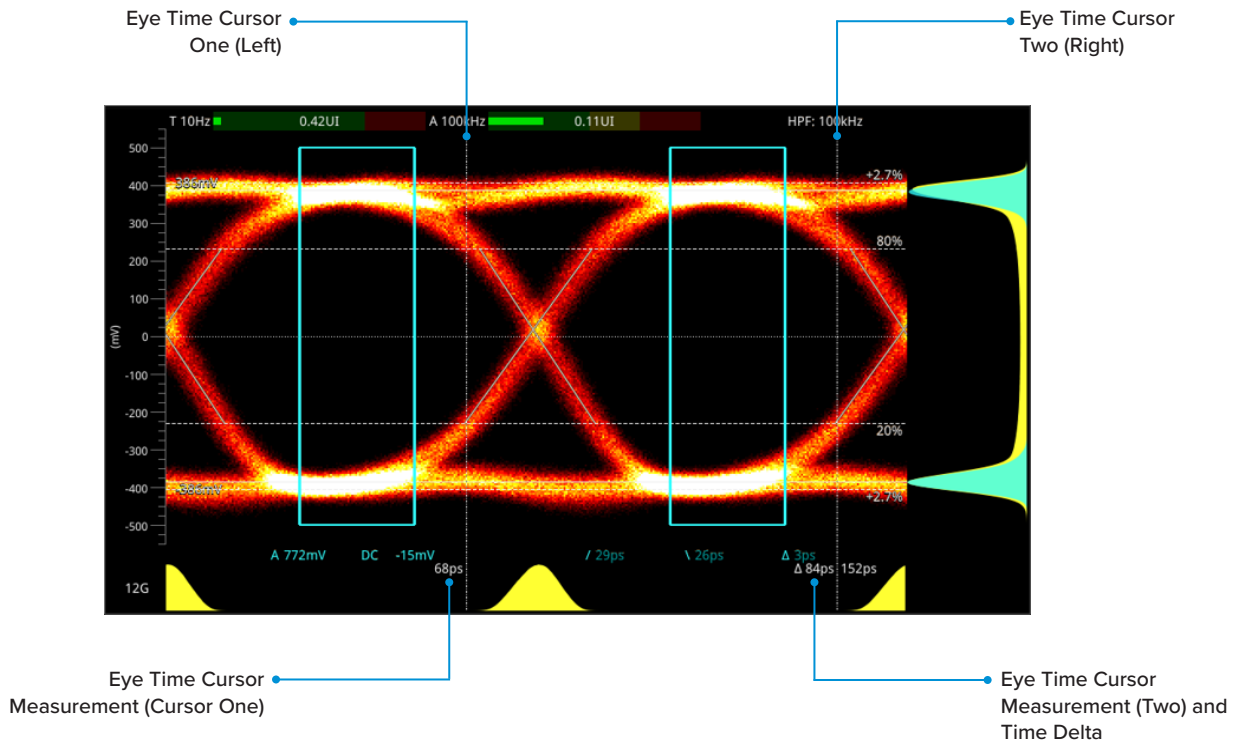 Eye Time Cursor
One (Left)
Eye Time Cursor
Two (Right)
T 10Hz 0.42UI A 100kHz 0.11UI HPF: 100kHz
500
400
300
200
100
0
-100
-200
-300
-400
-500
(mV)
386mV
+2.7%
80%
20%
-386mV
+2.7%
A 772mV DC -15mV / 29ps \ 26ps Δ 3ps
68ps Δ 84ps 152ps
12G
Eye Time Cursor
Measurement (Cursor One)
Eye Time Cursor
Measurement (Two) and
Time Delta